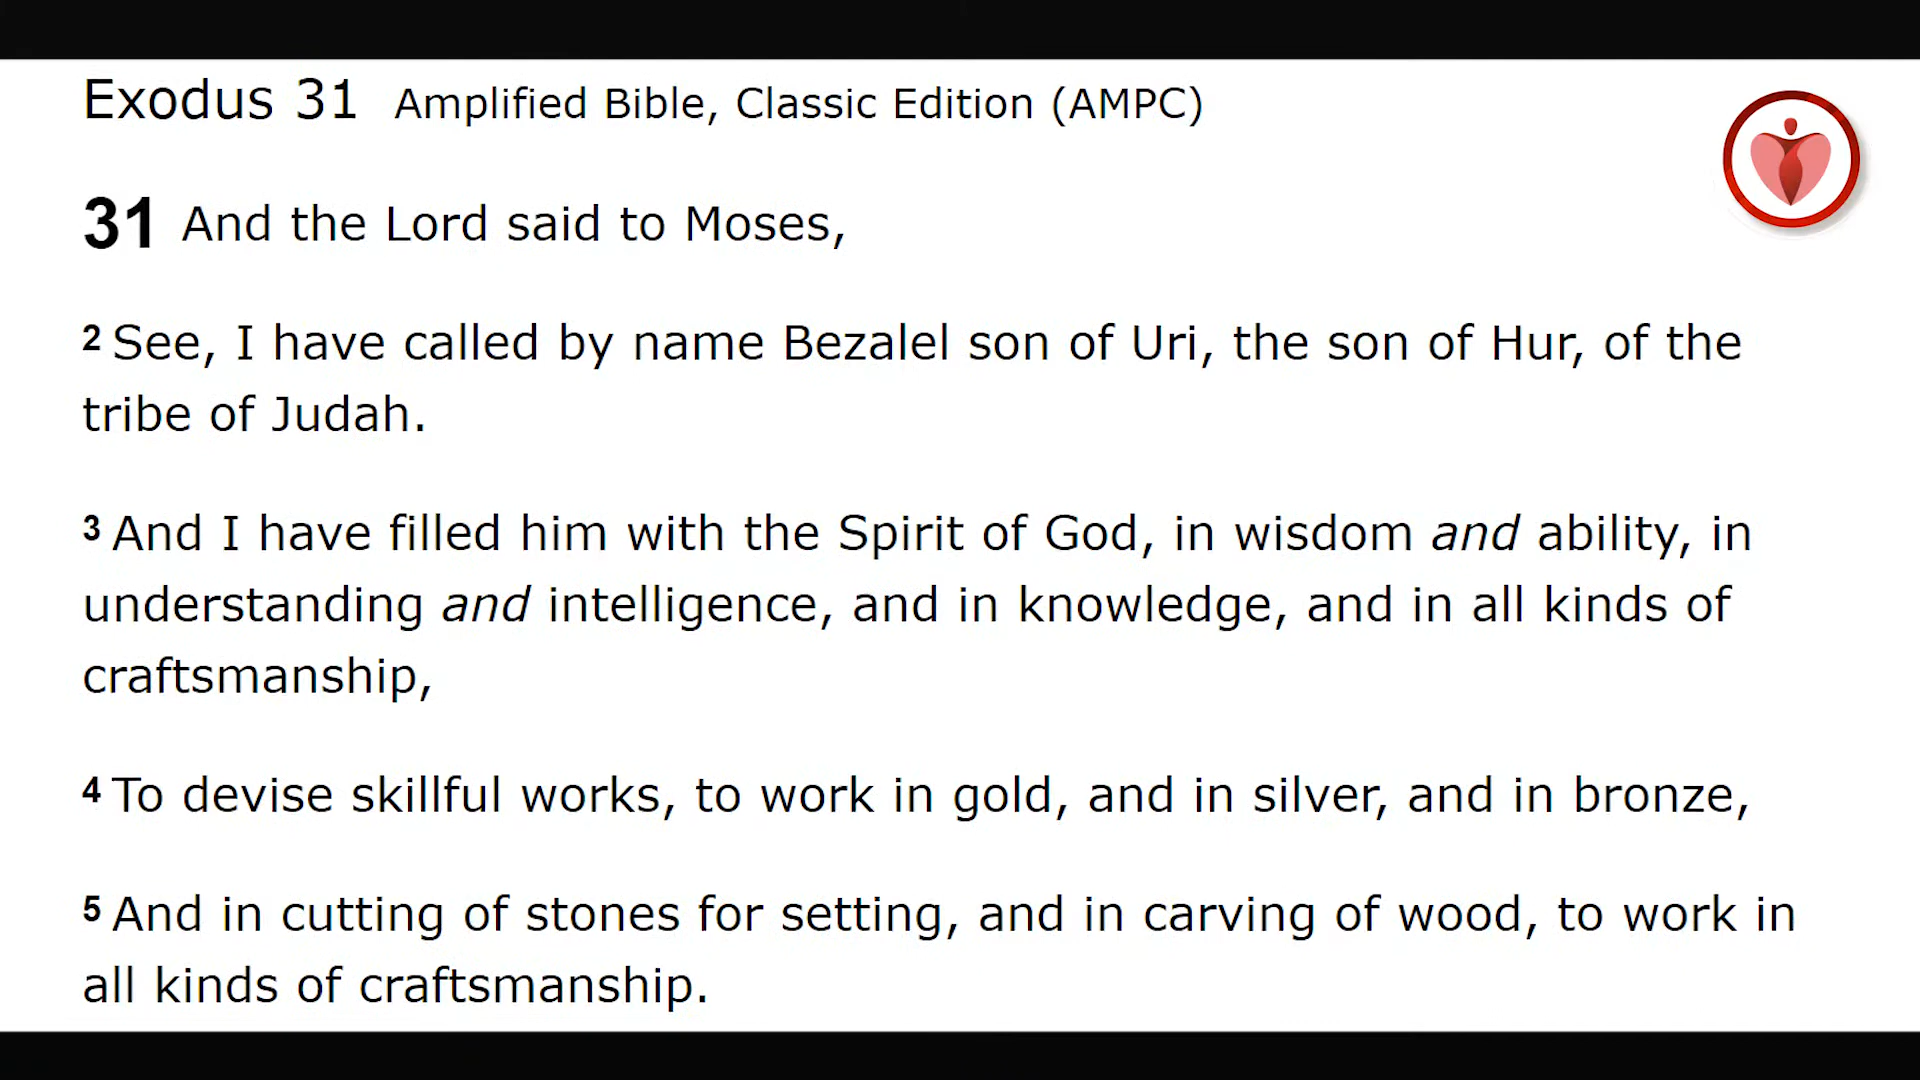 Exodus 31 Amplified Bible, Classic Edition (AMPC)
31 And the Lord said to Moses,
2 See, I have called by name Bezalel son of Uri, the son of Hur, of the
tribe of Judah.
3 And I have filled him with the Spirit of God, in wisdom and ability, in
understanding and intelligence, and in knowledge, and in all kinds of
craftsmanship,
4 To devise skillful works, to work in gold, and in silver, and in bronze,
5 And in cutting of stones for setting, and in carving of wood, to work in
all kinds of craftsmanship.